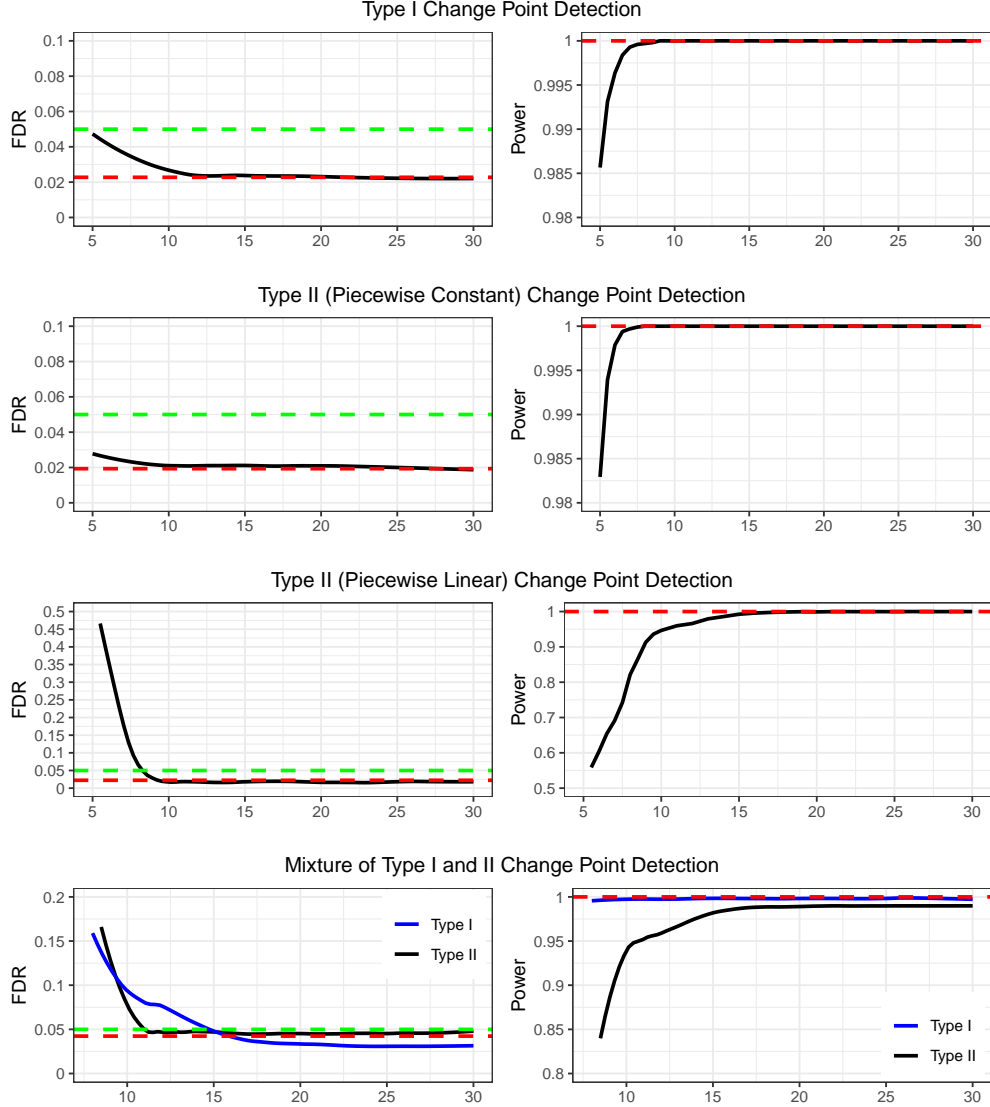 Type I Change Point Detection
FDR
0.1
0.08
0.06
0.04
0.02
0
5 10 15 20 25 30
Power
1
0.995
0.99
0.985
0.98
5 10 15 20 25 30
Type II (Piecewise Constant) Change Point Detection
FDR
0.1
0.08
0.06
0.04
0.02
0
5 10 15 20 25 30
Power
1
0.995
0.99
0.985
0.98
5 10 15 20 25 30
Type II (Piecewise Linear) Change Point Detection
FDR
0.5
0.45
0.4
0.35
0.3
0.25
0.2
0.15
0.1
0.05
0
5 10 15 20 25 30
Power
1
0.9
0.8
0.7
0.6
0.5
5 10 15 20 25 30
Mixture of Type I and II Change Point Detection
FDR
0.2
0.15
0.1
0.05
0
Type I
Type II
10 15 20 25 30
Power
1
0.95
0.9
0.85
0.8
Type I
Type II
10 15 20 25 30